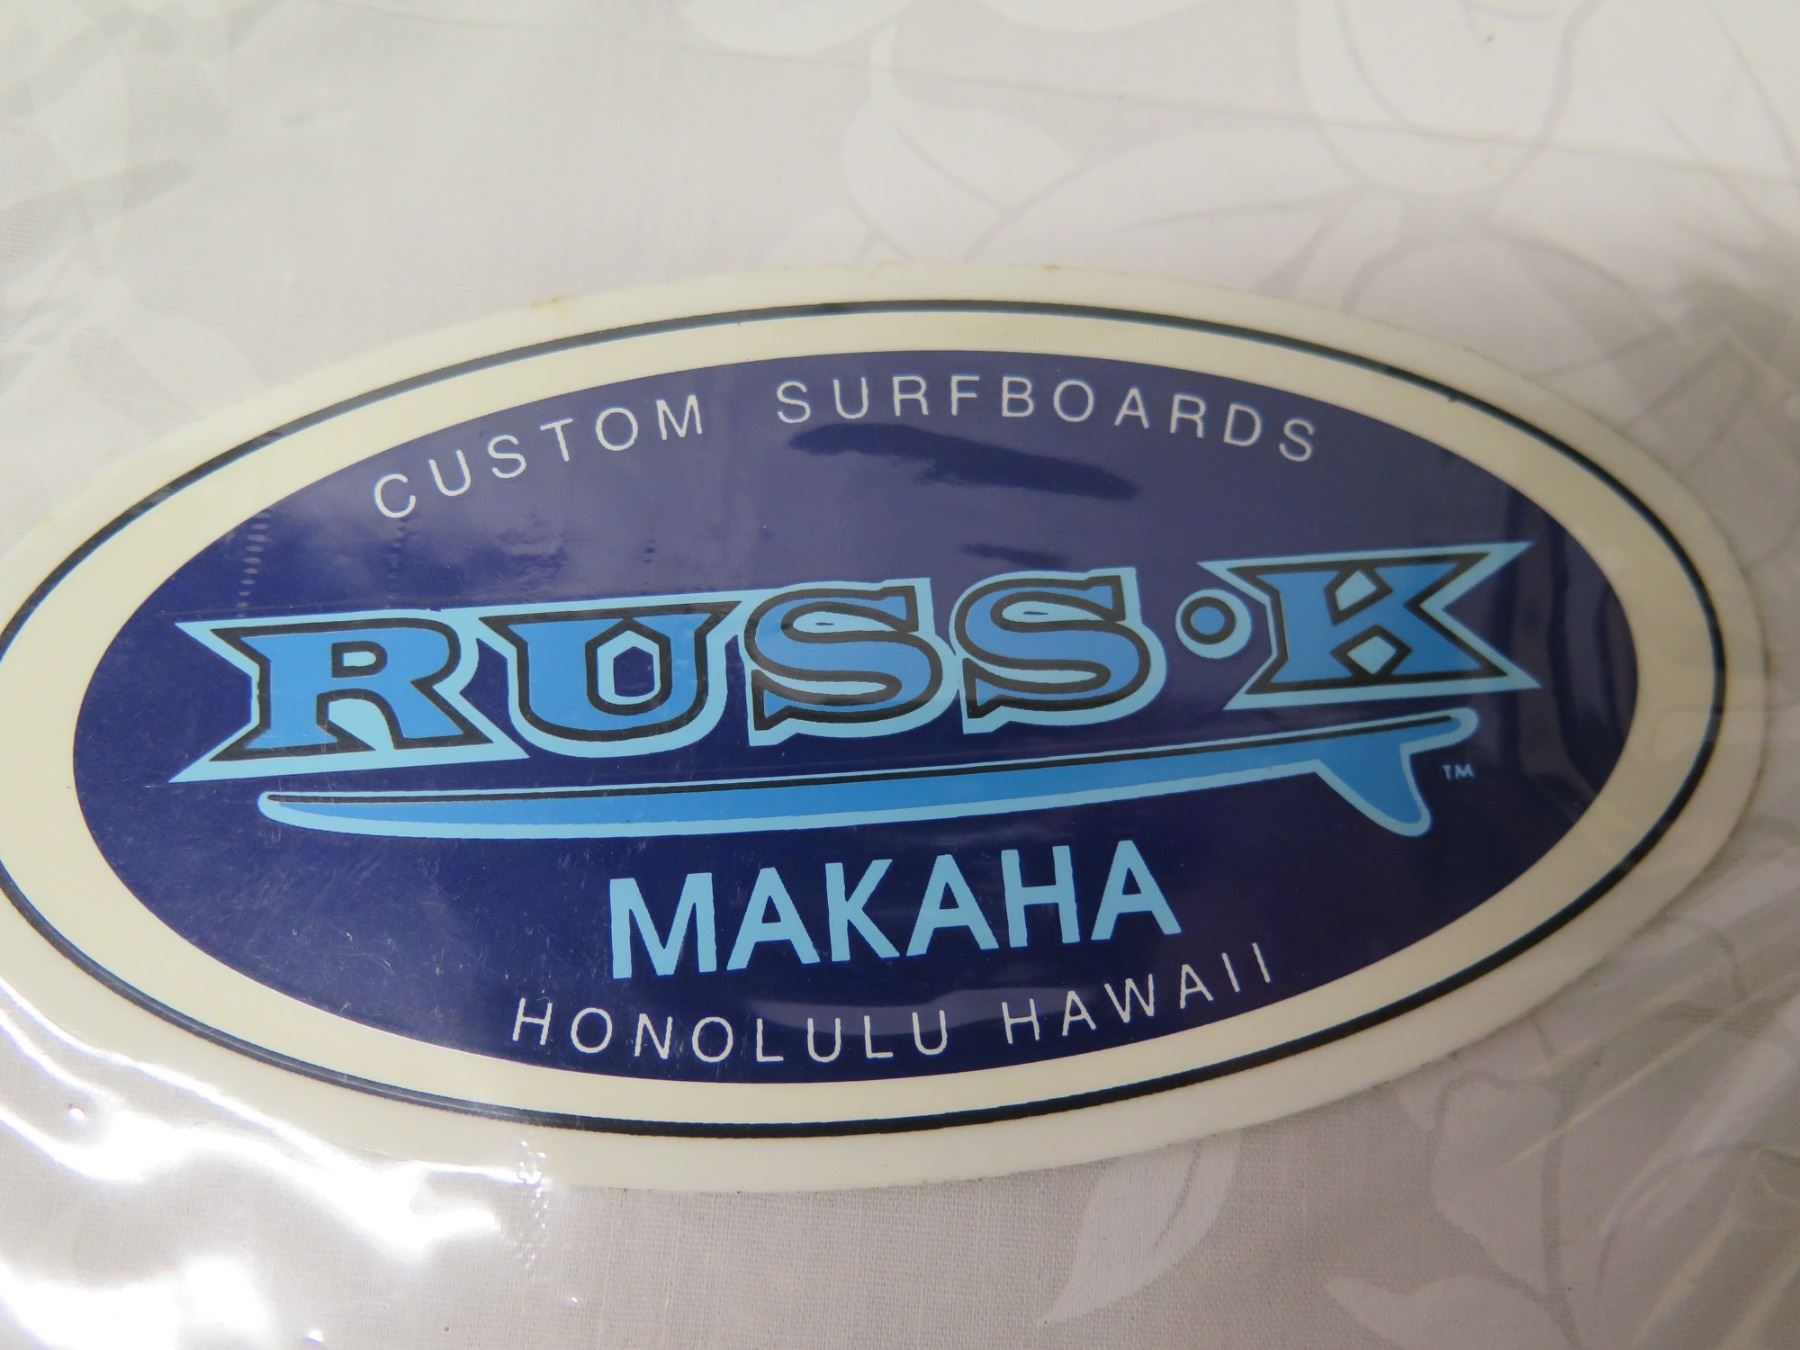 CUSTOM SURFBOARDS
RUSS•K
™
MAKAHA
HONOLULU HAWAII